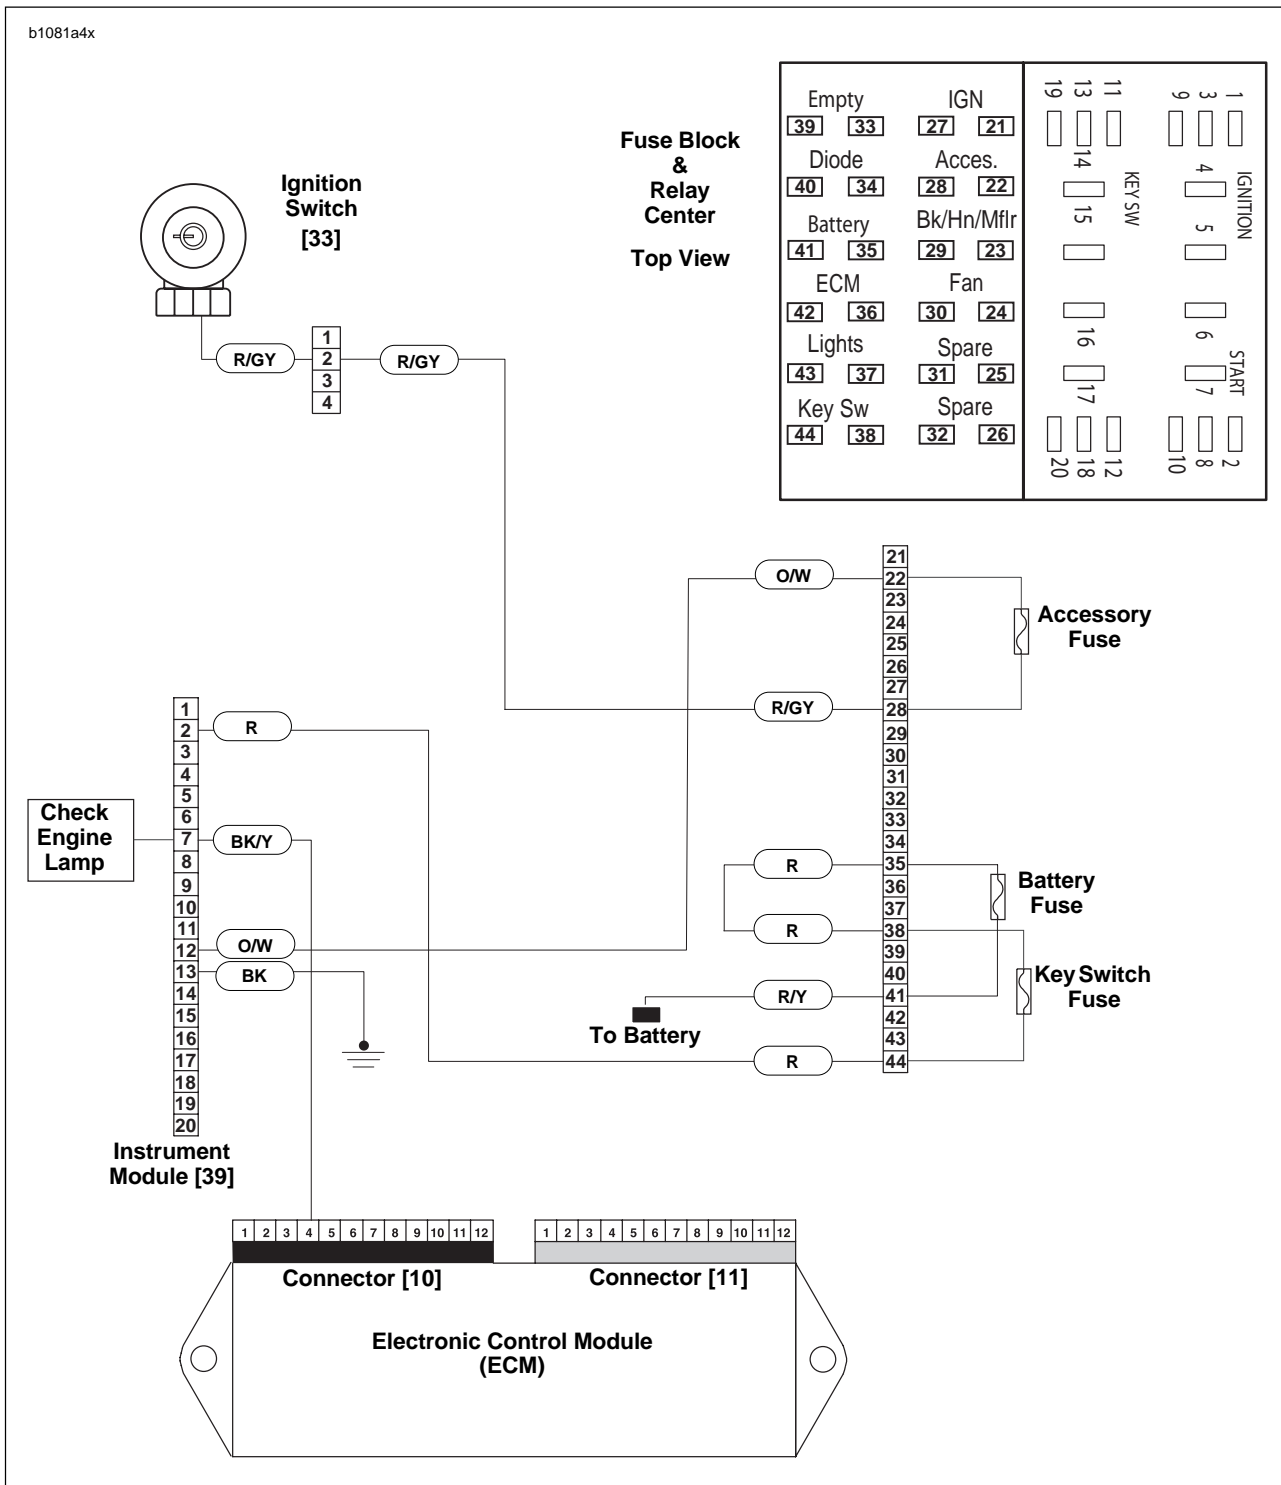 b1081a4x
Ignition
Switch
[33]
R/GY
1
2
3
4
R/GY
Fuse Block
&
Relay
Center
Top View
Empty IGN
39 33 27 21
Diode Acces.
40 34 28 22
Battery Bk/Hn/Mflr
41 35 29 23
ECM Fan
42 36 30 24
Lights Spare
43 37 31 25
Key Sw Spare
44 38 32 26
19 13 11 9 3 1
14 4
KEY SW IGNITION
15 5
16 6
START
17 7
20 18 12 10 8 2
O/W
R/GY
R
R
R/Y
To Battery
R
21
22
23
24
25
26
27
28
29
30
31
32
33
34
35
36
37
38
39
40
41
42
43
44
Accessory
Fuse
Battery
Fuse
Key Switch
Fuse
Check
Engine
Lamp
1
2
3
4
5
6
7
8
9
10
11
12
13
14
15
16
17
18
19
20
R
BK/Y
O/W
BK
Instrument
Module [39]
1 2 3 4 5 6 7 8 9 10 11 12
1 2 3 4 5 6 7 8 9 10 11 12
Connector [10]
Connector [11]
Electronic Control Module
(ECM)